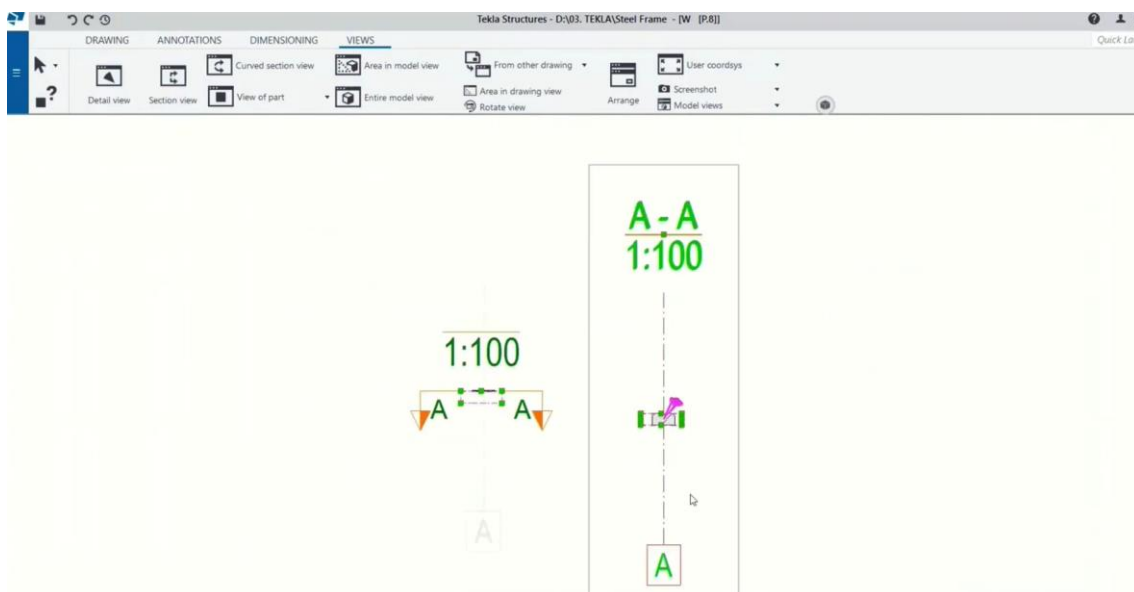 Tekla Structures - D:\03. TEKLA\Steel Frame - [W [P.8]]
DRAWING ANNOTATIONS DIMENSIONING VIEWS
Quick La
Detail view
Section view
Curved section view
View of part
Area in model view
Entire model view
From other drawing
Area in drawing view
Rotate view
Arrange
User coordsys
Screenshot
Model views
A - A
1:100
1:100
A A
A
A